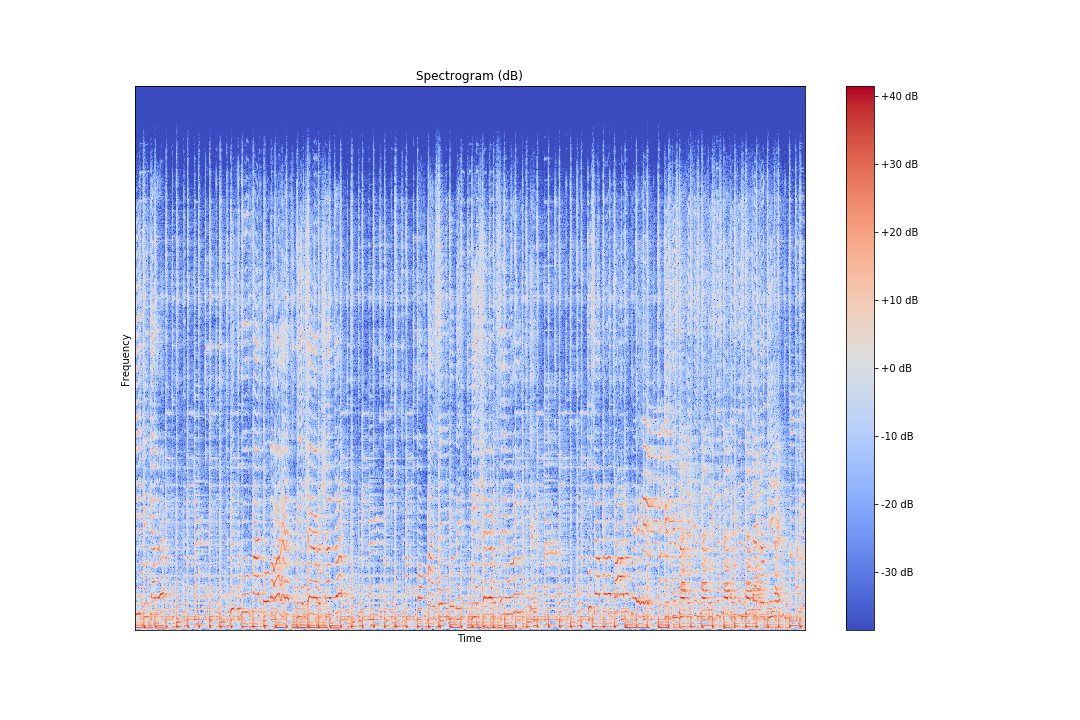 Spectrogram (dB)
Frequency
Time
+40 dB
+30 dB
+20 dB
+10 dB
+0 dB
-10 dB
-20 dB
-30 dB